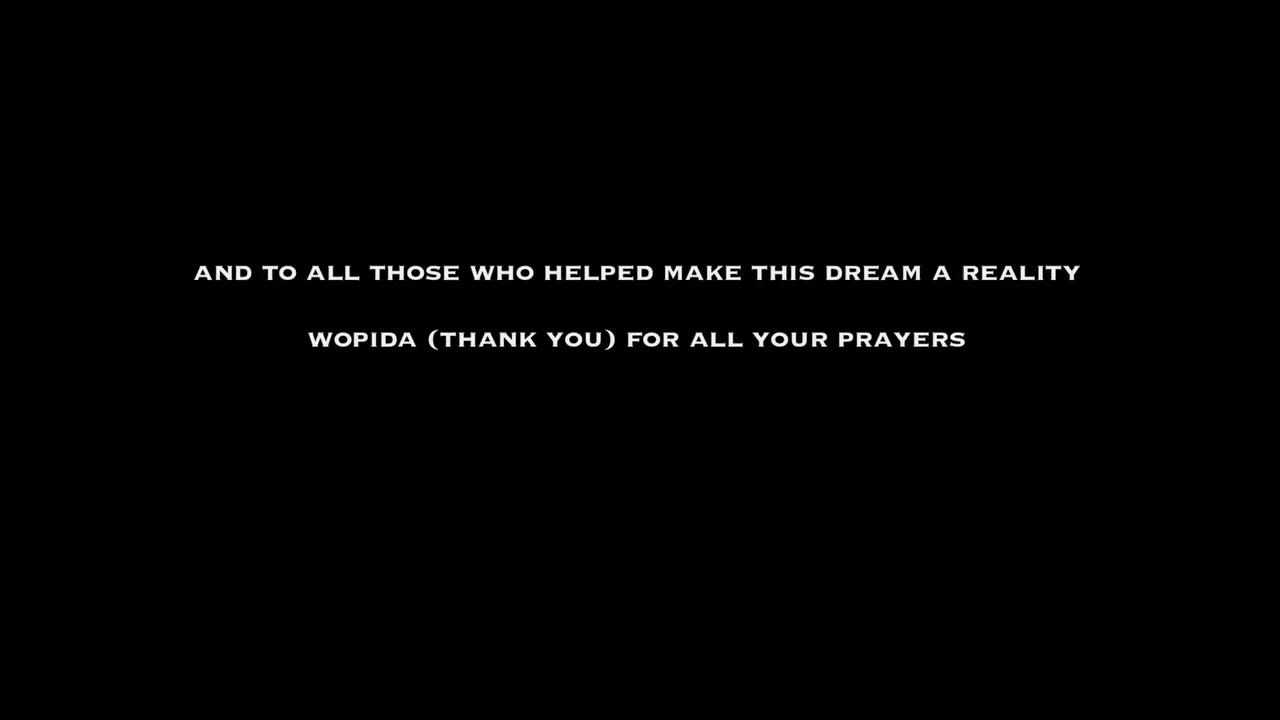 AND TO ALL THOSE WHO HELPED MAKE THIS DREAM A REALITY
WOPIDA (THANK YOU) FOR ALL YOUR PRAYERS